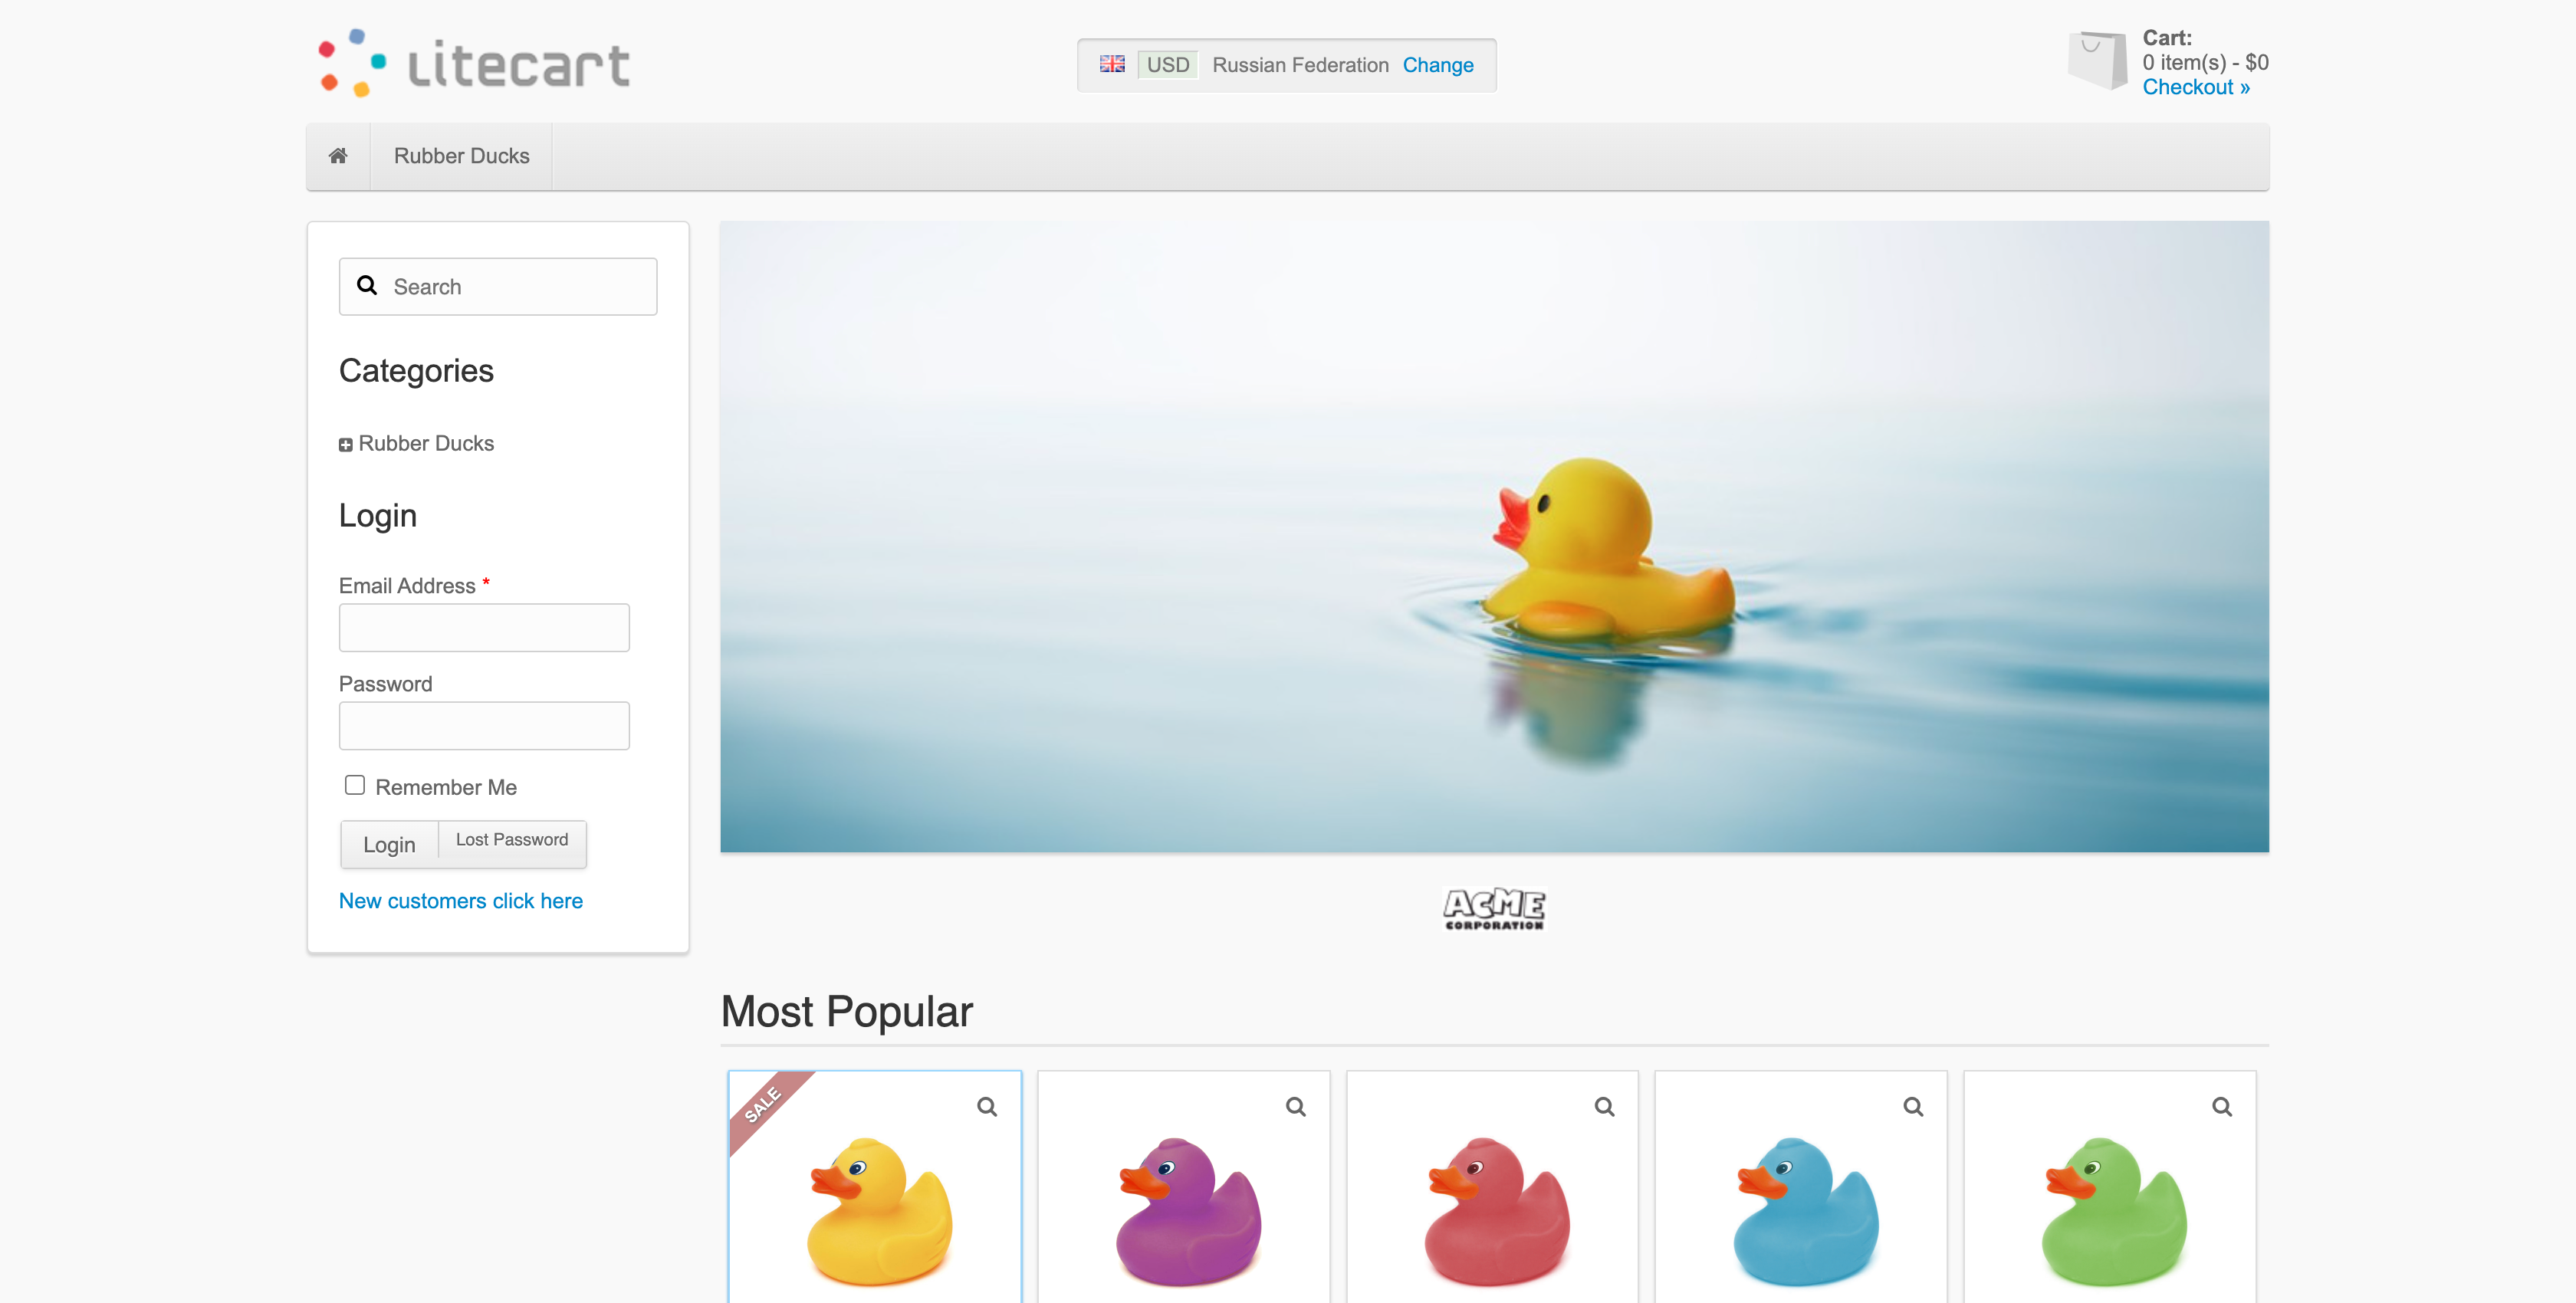 Litecart
USD Russian Federation Change
Cart:
0 item(s) - $0
Checkout »
Rubber Ducks
Search
Categories
Rubber Ducks
Login
Email Address *
Password
Remember Me
Login Lost Password
New customers click here
ACME
CORPORATION
Most Popular
SALE